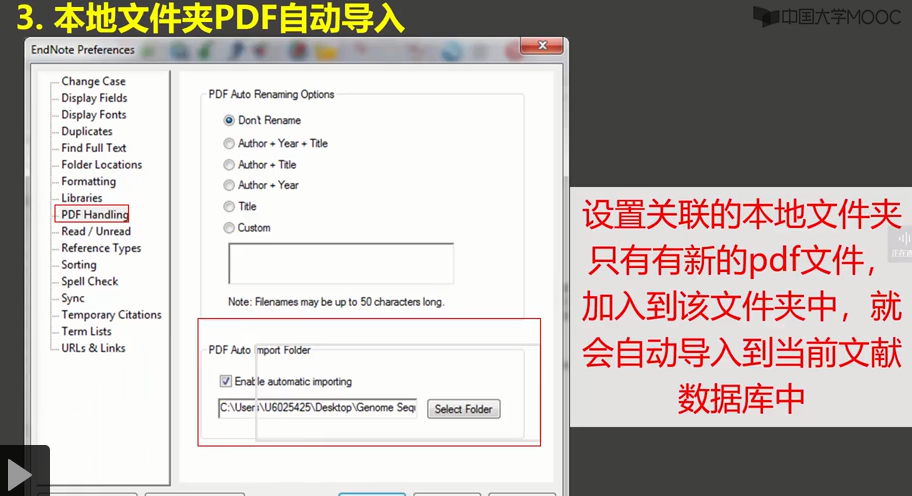 3. 本地文件夹PDF自动导入
中国大学MOOC
EndNote Preferences
Change Case
Display Fields
Display Fonts
Duplicates
Find Full Text
Folder Locations
Formatting
Libraries
PDF Handling
Read / Unread
Reference Types
Sorting
Spell Check
Sync
Temporary Citations
Term Lists
URLs & Links
PDF Auto Renaming Options
Don't Rename
Author + Year + Title
Author + Title
Author + Year
Title
Custom
Note: Filenames may be up to 50 characters long.
PDF Auto Import Folder
Enable automatic importing
C:\Users\U6025425\Desktop\Genome Sequ
Select Folder
设置关联的本地文件夹
只有有新的pdf文件，
加入到该文件夹中，就
会自动导入到当前文献
数据库中